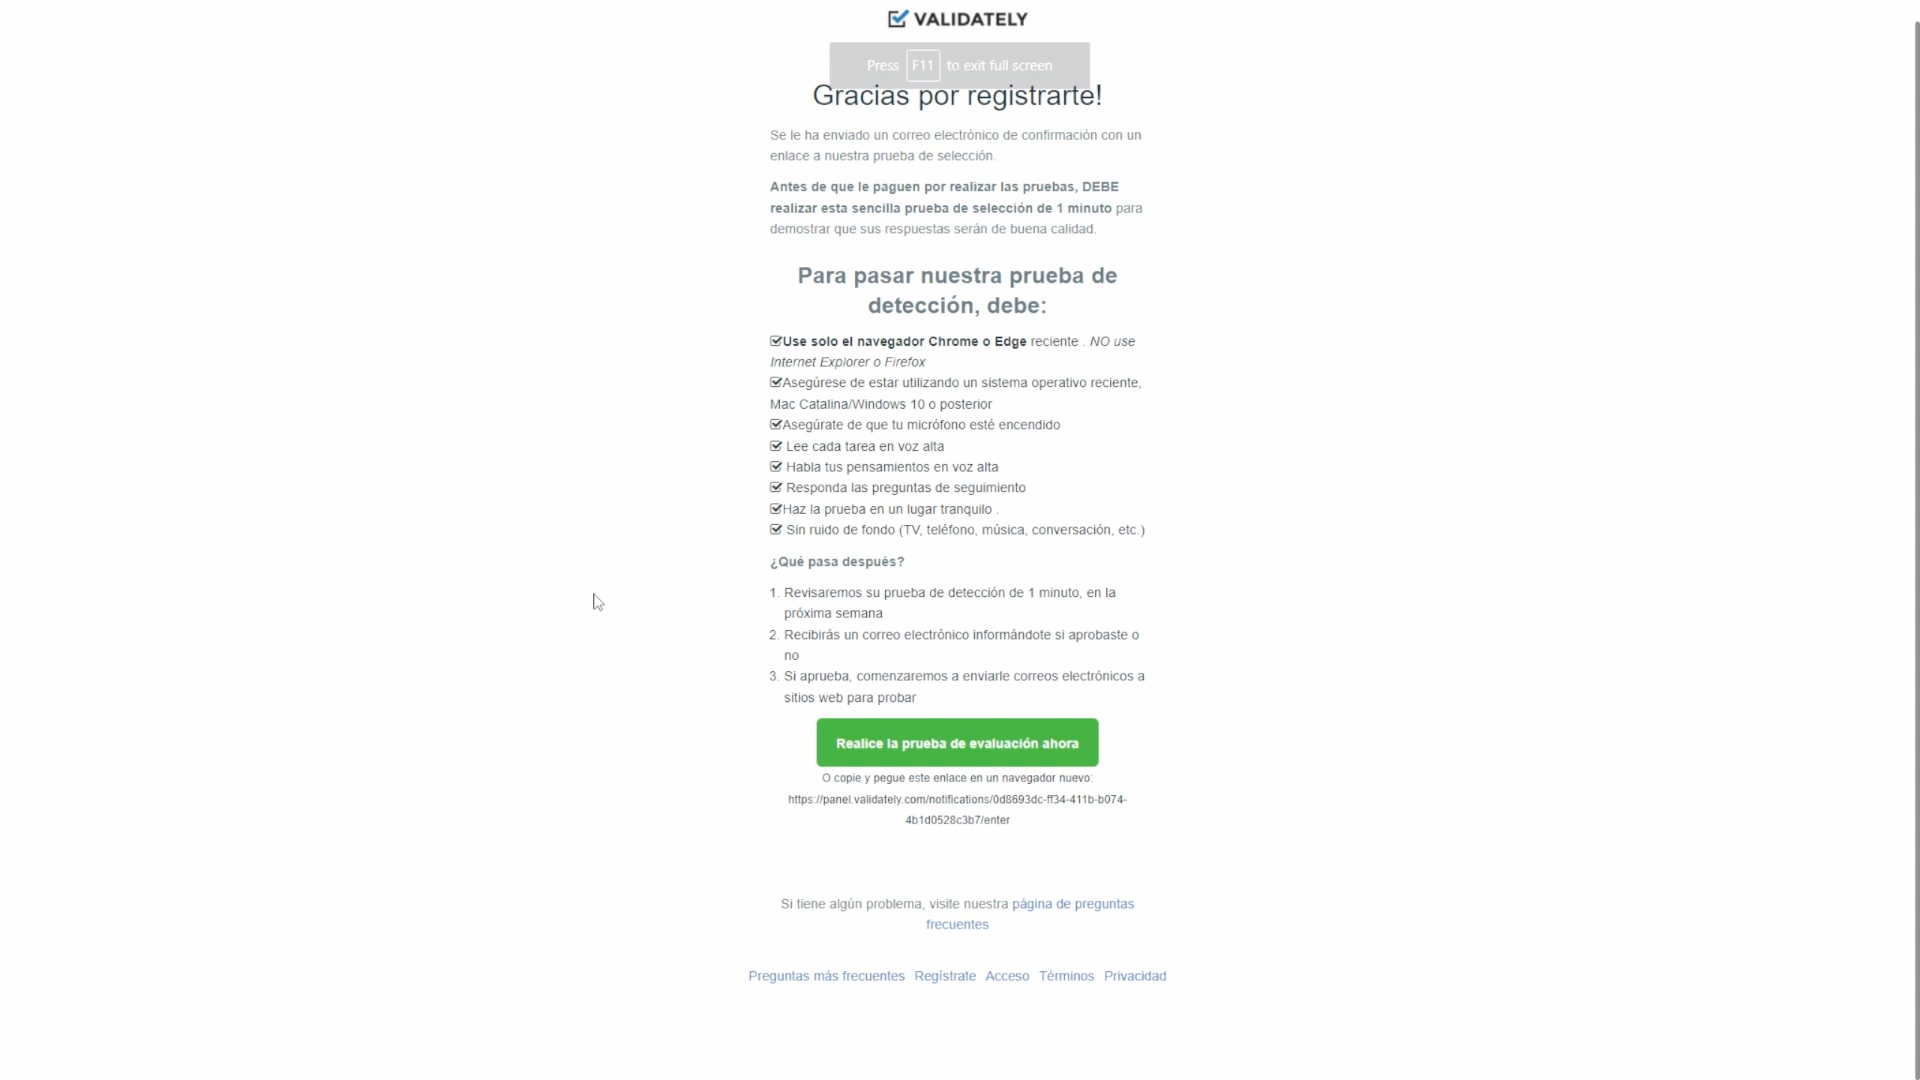 VALIDATELY
Press F11 to exit full screen
Gracias por registrarte!
Se le ha enviado un correo electrónico de confirmación con un
enlace a nuestra prueba de selección.
Antes de que le paguen por realizar las pruebas, DEBE
realizar esta sencilla prueba de selección de 1 minuto para
demostrar que sus respuestas serán de buena calidad.
Para pasar nuestra prueba de
detección, debe:
Use solo el navegador Chrome o Edge reciente . NO use
Internet Explorer o Firefox
Asegúrese de estar utilizando un sistema operativo reciente,
Mac Catalina/Windows 10 o posterior
Asegúrate de que tu micrófono esté encendido
Lee cada tarea en voz alta
Habla tus pensamientos en voz alta
Responda las preguntas de seguimiento
Haz la prueba en un lugar tranquilo .
Sin ruido de fondo (TV, teléfono, música, conversación, etc.)
¿Qué pasa después?
1. Revisaremos su prueba de detección de 1 minuto, en la
próxima semana
2. Recibirás un correo electrónico informándote si aprobaste o
no
3. Si aprueba, comenzaremos a enviarle correos electrónicos a
sitios web para probar
Realice la prueba de evaluación ahora
O copie y pegue este enlace en un navegador nuevo:
https://panel.validately.com/notifications/0d8693dc-ff34-411b-b074-
4b1d0528c3b7/enter
Si tiene algún problema, visite nuestra página de preguntas
frecuentes
Preguntas más frecuentes Regístrate Acceso Términos Privacidad